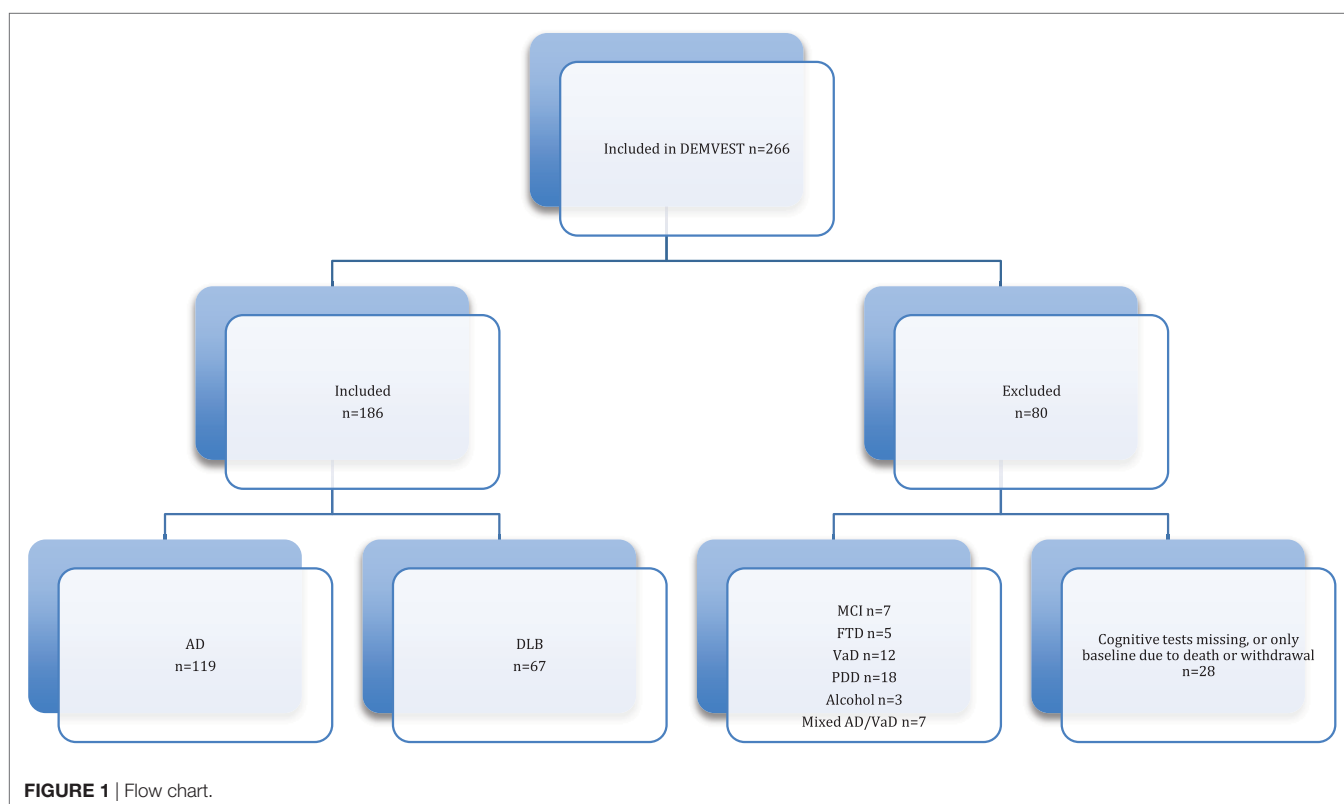 Included in DEMVEST n=266
Included
n=186
Excluded
n=80
AD
n=119
DLB
n=67
MCI n=7
FTD n=5
VaD n=12
PDD n=18
Alcohol n=3
Mixed AD/VaD n=7
Cognitive tests missing, or only
baseline due to death or withdrawal
n=28
FIGURE 1 | Flow chart.